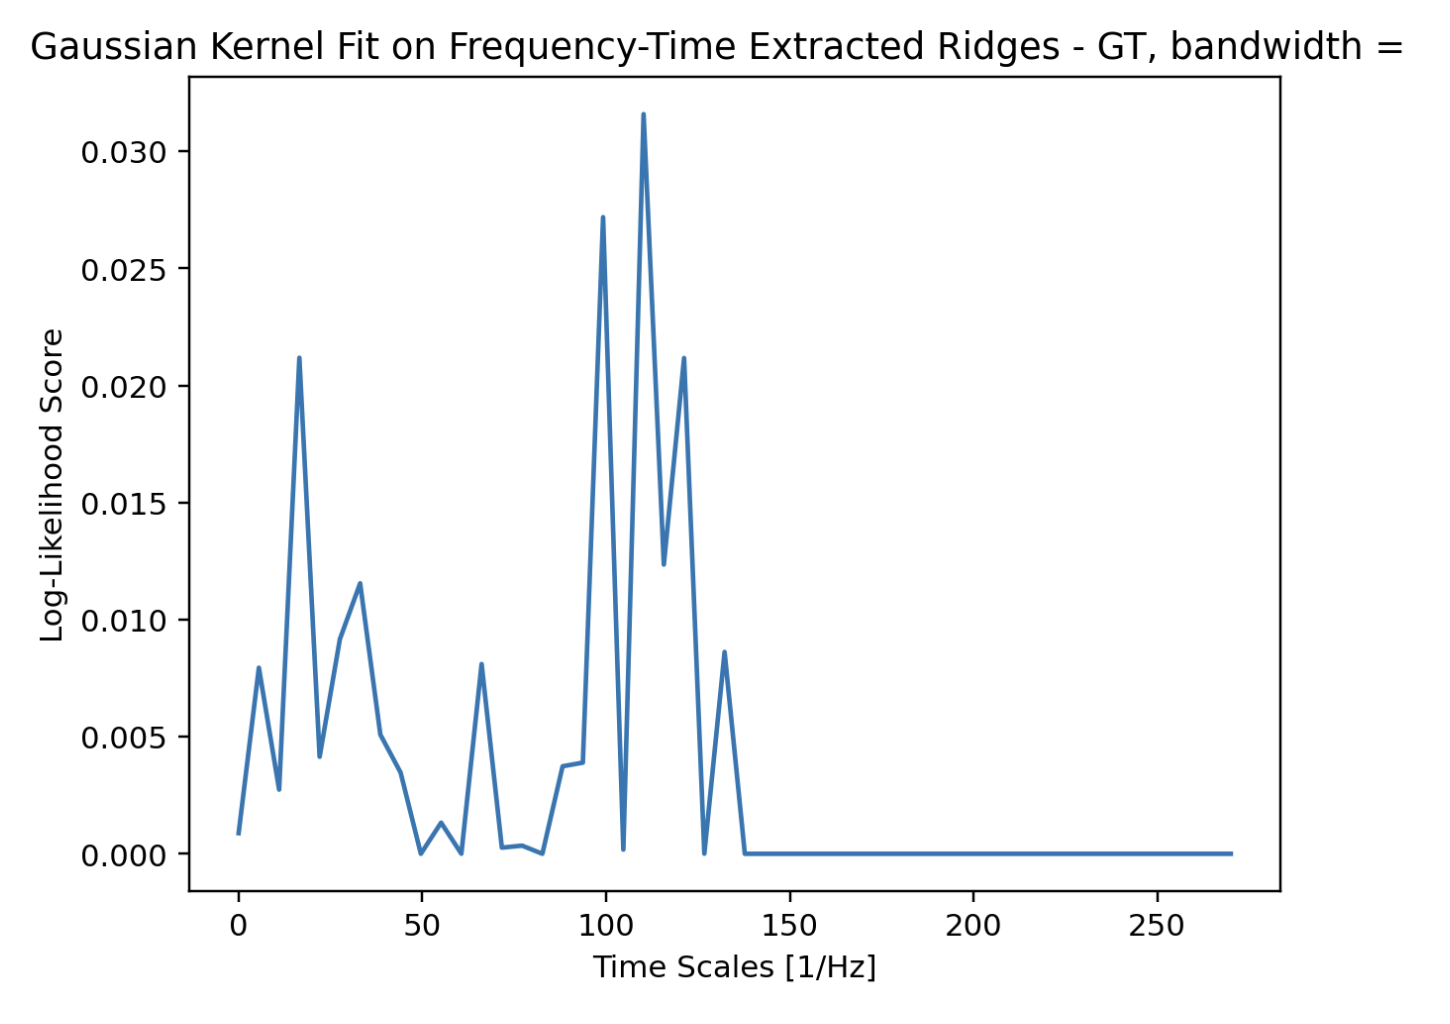 Gaussian Kernel Fit on Frequency-Time Extracted Ridges - GT, bandwidth =
0.030
0.025
0.020
0.015
0.010
0.005
0.000
Log-Likelihood Score
0 50 100 150 200 250
Time Scales [1/Hz]